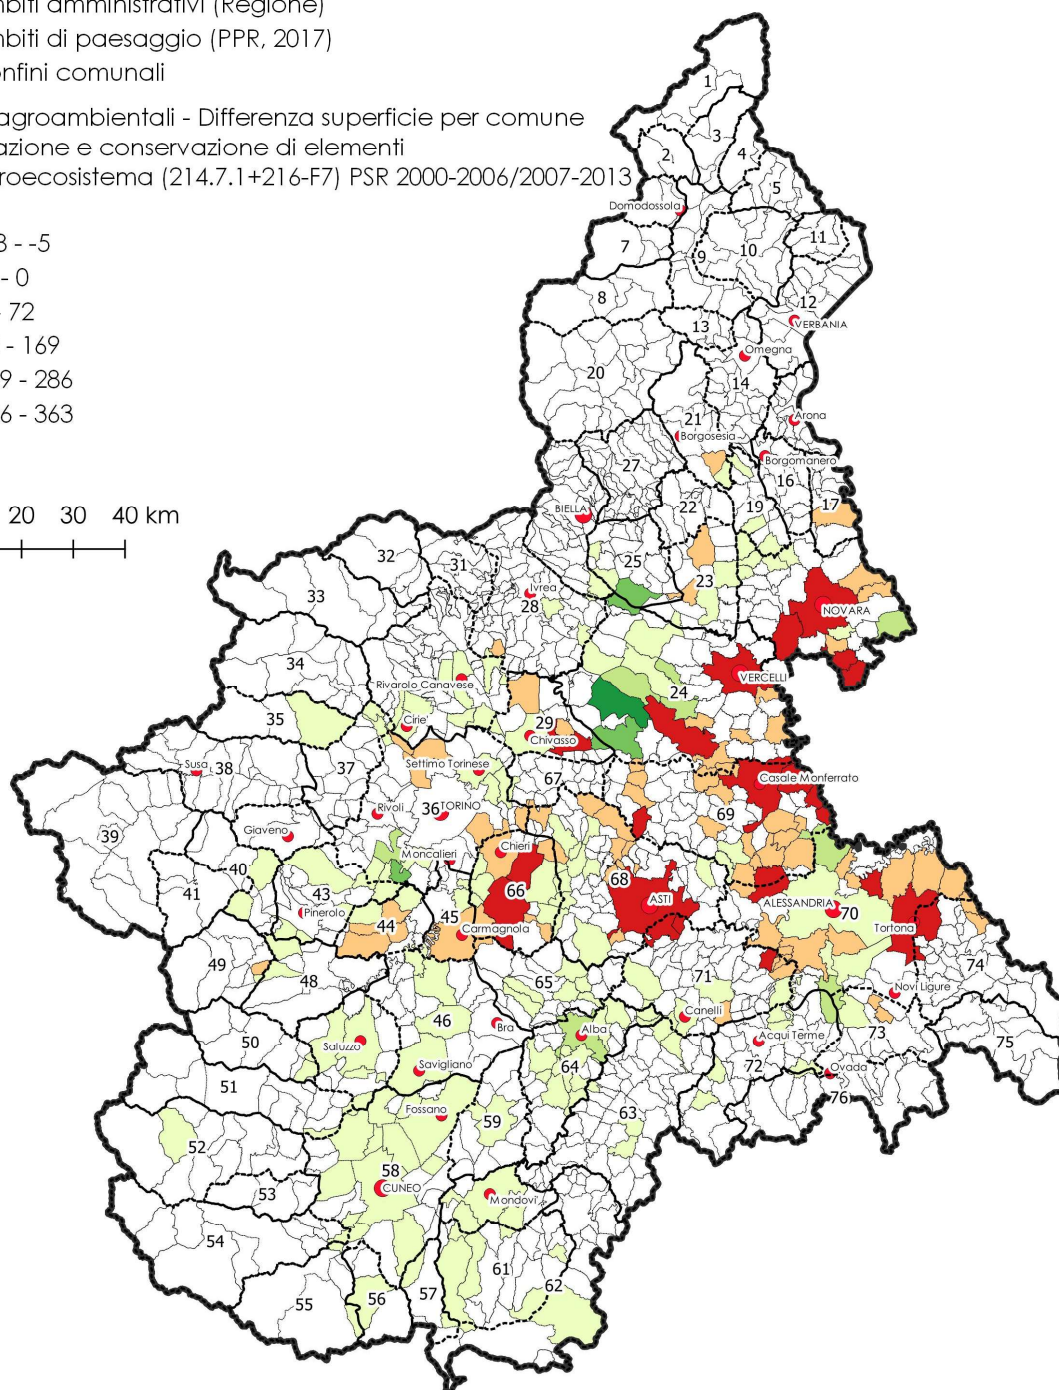 nbiti amministrativi (Regione)
nbiti di paesaggio (PPR, 2017)
onfini comunali
agroambientali - Differenza superficie per comune
azione e conservazione di elementi
roecosistema (214.7.1+216-F7) PSR 2000-2006/2007-2013
3 - -5
- 0
72
- 169
9 - 286
6 - 363
20 30 40 km
1
3
2
4
5
Domodossola
7
9
10
11
8
12
VERBANIA
13
Omegna
20
14
21
Arona
Borgosesia
Borgomanero
27
16
BIELLA
22
19
17
32
31
25
33
Ivrea
23
28
NOVARA
34
VERCELLI
Rivarolo Canavese
24
35
Cirie'
29
Chivasso
Susa
38
37
Settimo Torinese
67
Casale Monferrato
Rivoli
36
TORINO
69
39
Giaveno
Moncalieri
Chieri
40
41
43
66
68
ASTI
Pinerolo
44
45
ALESSANDRIA
70
Carmagnola
Tortona
49
48
65
71
74
Novi Ligure
50
46
Bra
Canelli
Saluzzo
Alba
Acqui Terme
73
75
51
Savigliano
64
72
Ovada
76
Fossano
59
63
52
58
CUNEO
53
Mondovi'
54
61
55
56
57
62